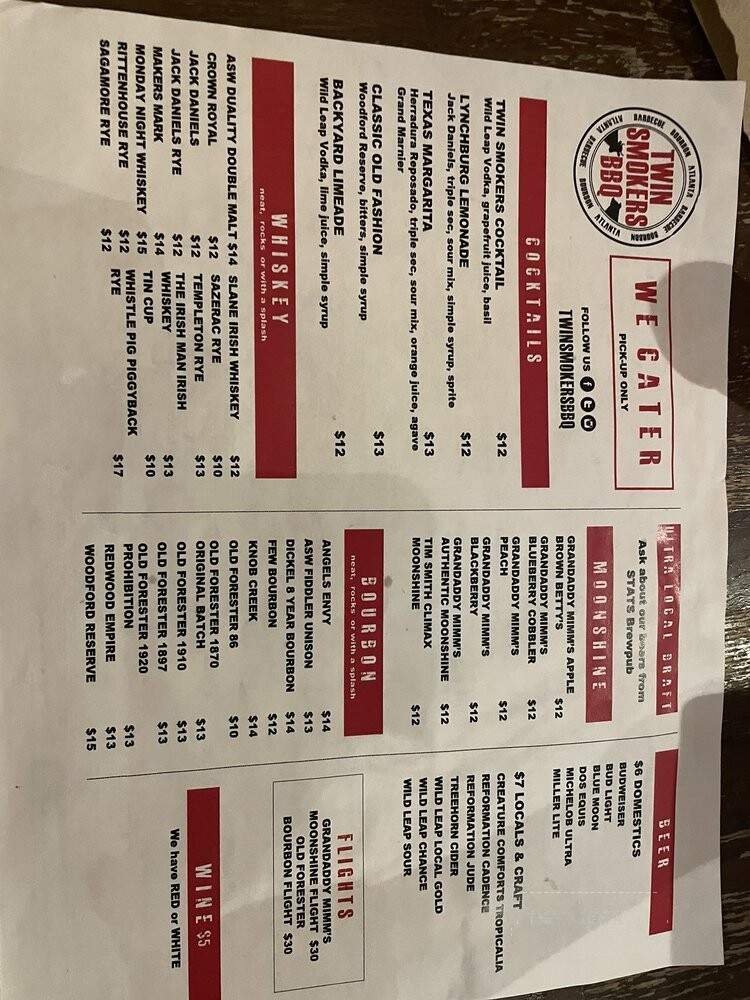 BARBECUE BOURBON ATLANTA BARBECUE BOURBON ATLANTA BARBECUE BOURBON ATLANTA
TWIN
SMOKERS
BBQ
WE CATER
PICK-UP ONLY
FOLLOW US
TWINSMOKERSBBQ
COCKTAILS
TWIN SMOKERS COCKTAIL $12
Wild Leap Vodka, grapefruit juice, basil
LYNCHBURG LEMONADE $12
Jack Daniels, triple sec, sour mix, simple syrup, sprite
TEXAS MARGARITA $13
Herradura Reposado, triple sec, sour mix, orange juice, agave
Grand Marnier
CLASSIC OLD FASHION $13
Woodford Reserve, bitters, simple syrup
BACKYARD LIMEADE $12
Wild Leap Vodka, lime juice, simple syrup
WHISKEY
neat, rocks or with a splash
ASW DUALITY DOUBLE MALT $14
CROWN ROYAL $12
JACK DANIELS $12
JACK DANIELS RYE $12
MAKERS MARK $14
MONDAY NIGHT WHISKEY $15
RITTENHOUSE RYE $12
SAGAMORE RYE $12
SLANE IRISH WHISKEY $12
SAZERAC RYE $10
TEMPLETON RYE $13
THE IRISH MAN IRISH
WHISKEY $13
TIN CUP $10
WHISTLE PIG PIGGYBACK
RYE $17
ULTRA LOCAL DRAFT
Ask about our beers from
STATS Brewpub
MOONSHINE
GRANDADDY MIMM'S APPLE
BROWN BETTY'S $12
GRANDADDY MIMM'S
BLUEBERRY COBBLER $12
GRANDADDY MIMM'S
PEACH $12
GRANDADDY MIMM'S
BLACKBERRY $12
GRANDADDY MIMM'S
AUTHENTIC MOONSHINE $12
TIM SMITH CLIMAX
MOONSHINE $12
BOURBON
neat, rocks or with a splash
ANGELS ENVY $14
ASW FIDDLER UNISON $13
DICKEL 8 YEAR BOURBON $14
FEW BOURBON $12
KNOB CREEK $14
OLD FORESTER 86 $10
OLD FORESTER 1870
ORIGINAL BATCH $13
OLD FORESTER 1910 $13
OLD FORESTER 1897 $13
OLD FORESTER 1920
PROHIBITION $13
REDWOOD EMPIRE $13
WOODFORD RESERVE $15
BEER
$6 DOMESTICS
BUDWEISER
BUD LIGHT
BLUE MOON
DOS EQUIS
MICHELOB ULTRA
MILLER LITE
$7 LOCALS & CRAFT
CREATURE COMFORTS TROPICALIA
REFORMATION CADENCE
REFORMATION JUDE
TREEHORN CIDER
WILD LEAP LOCAL GOLD
WILD LEAP CHANCE
WILD LEAP SOUR
FLIGHTS
GRANDADDY MIMM'S
MOONSHINE FLIGHT $30
OLD FORESTER
BOURBON FLIGHT $30
WINE $5
We have RED or WHITE